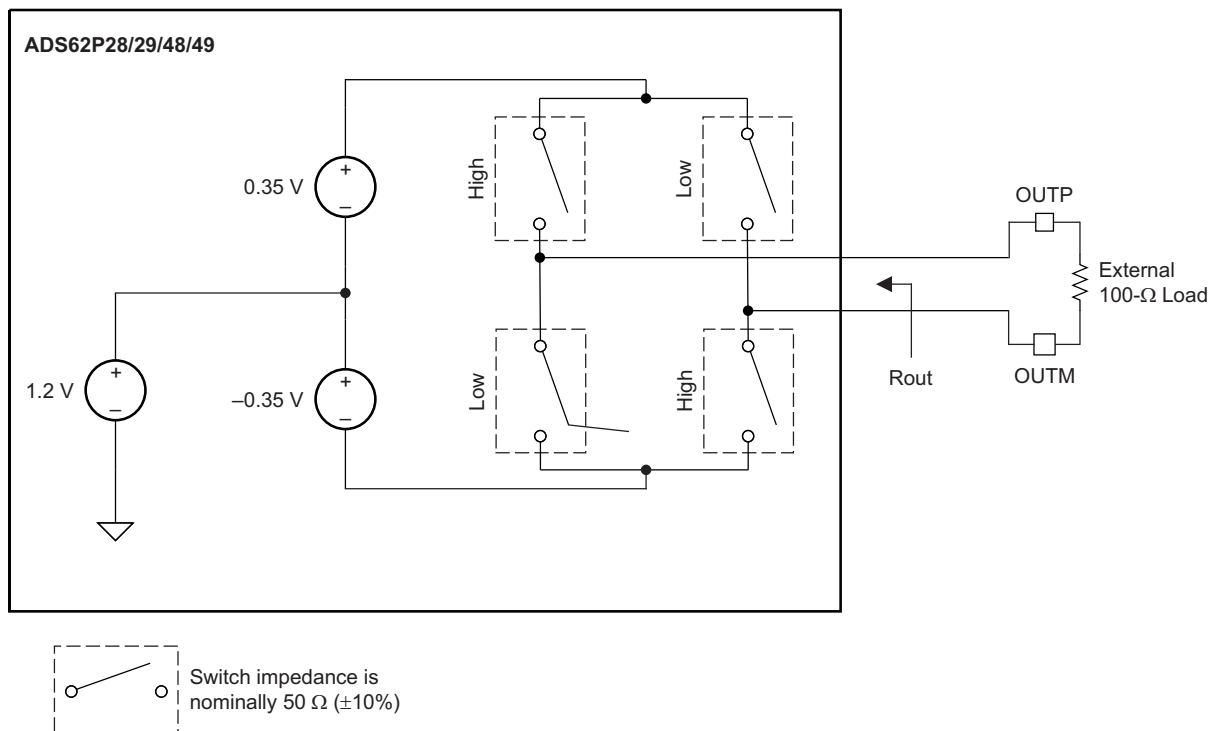 ADS62P28/29/48/49
+
0.35 V
–
High
Low
OUTP
External
100-Ω Load
+
1.2 V
–
+
–0.35 V
–
Low
High
Rout
OUTM
Switch impedance is
nominally 50 Ω (±10%)